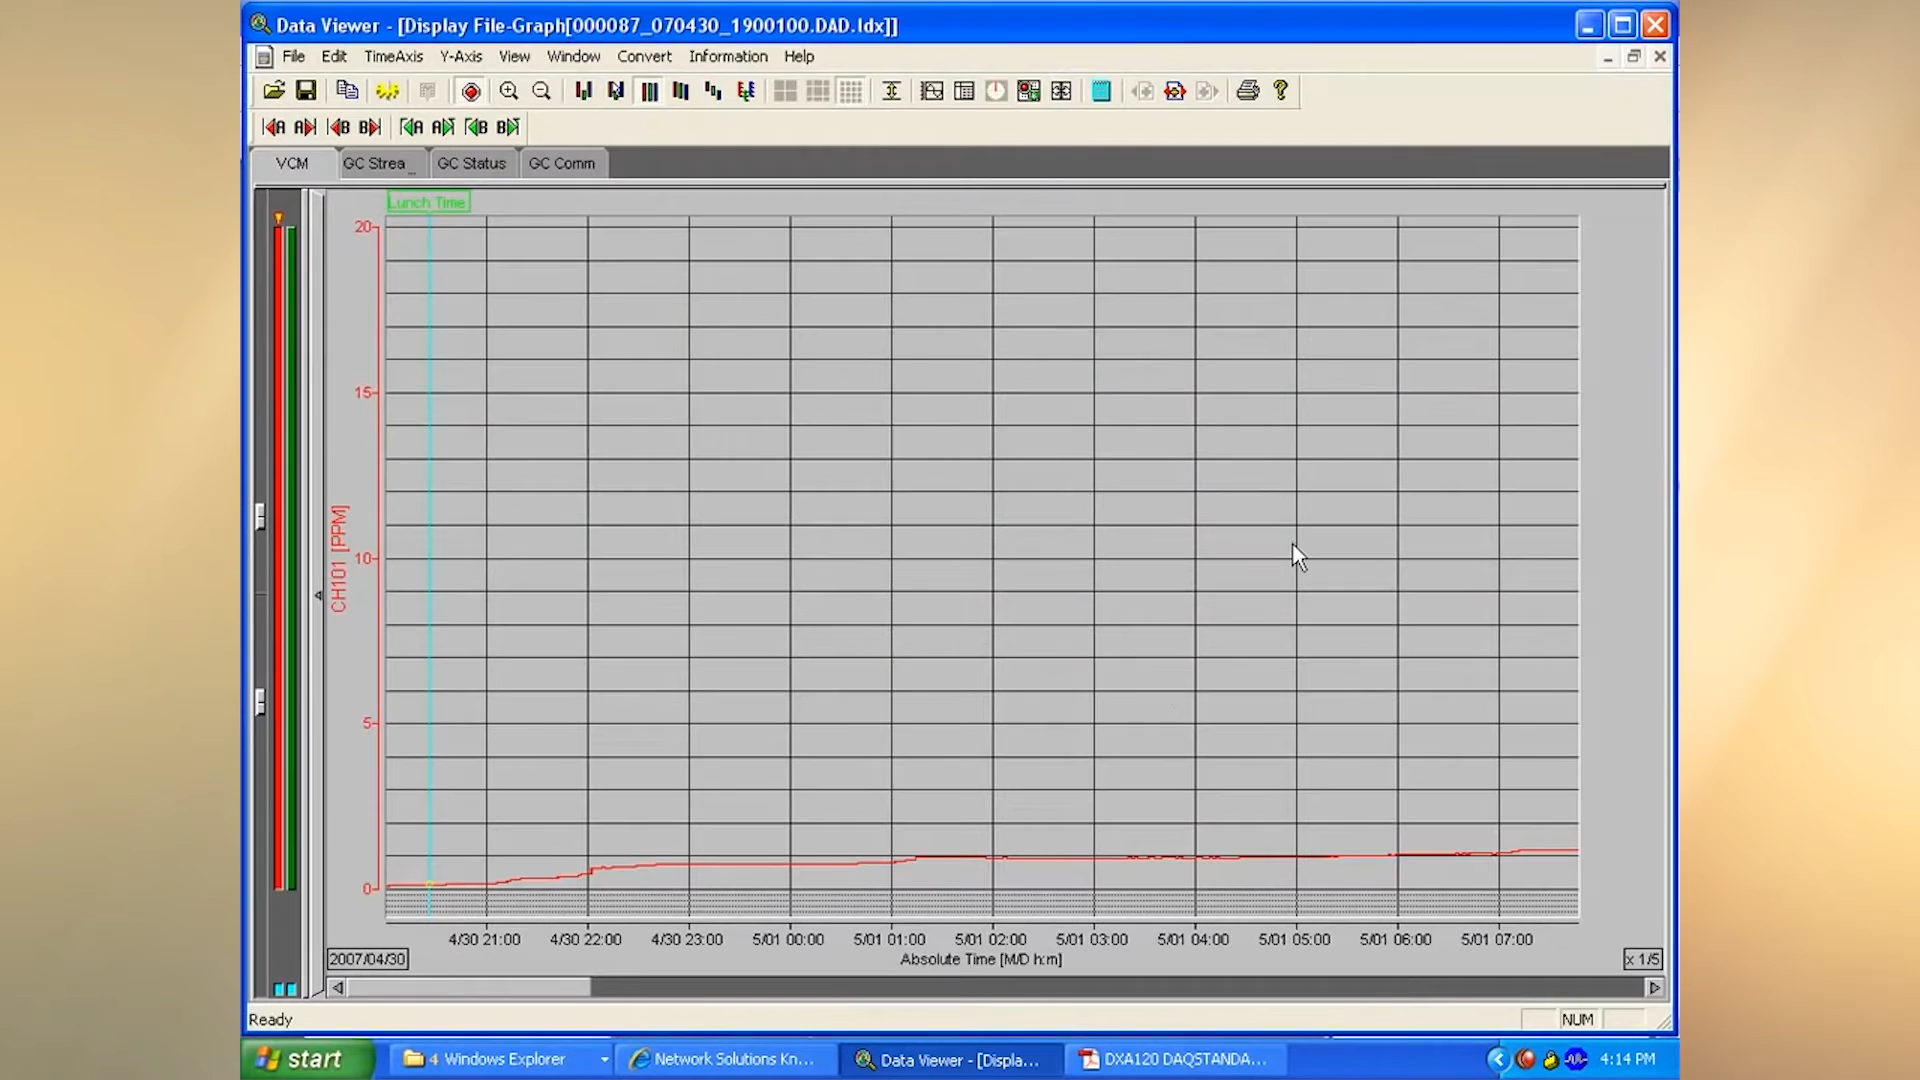 Data Viewer - [Display File-Graph[000087_070430_1900100.DAD.Idx]]
File Edit TimeAxis Y-Axis View Window Convert Information Help
A A B B A A B B
VCM GC Strea_ GC Status GC Comm
Lunch Time
20
15
10
5
0
CH101 [PPM]
4/30 21:00 4/30 22:00 4/30 23:00 5/01 00:00 5/01 01:00 5/01 02:00 5/01 03:00 5/01 04:00 5/01 05:00 5/01 06:00 5/01 07:00
2007/04/30 Absolute Time [M/D h:m] x 1/5
Ready NUM
start 4 Windows Explorer Network Solutions Kn... Data Viewer - [Displa... DXA120 DAQSTANDA... 4:14 PM